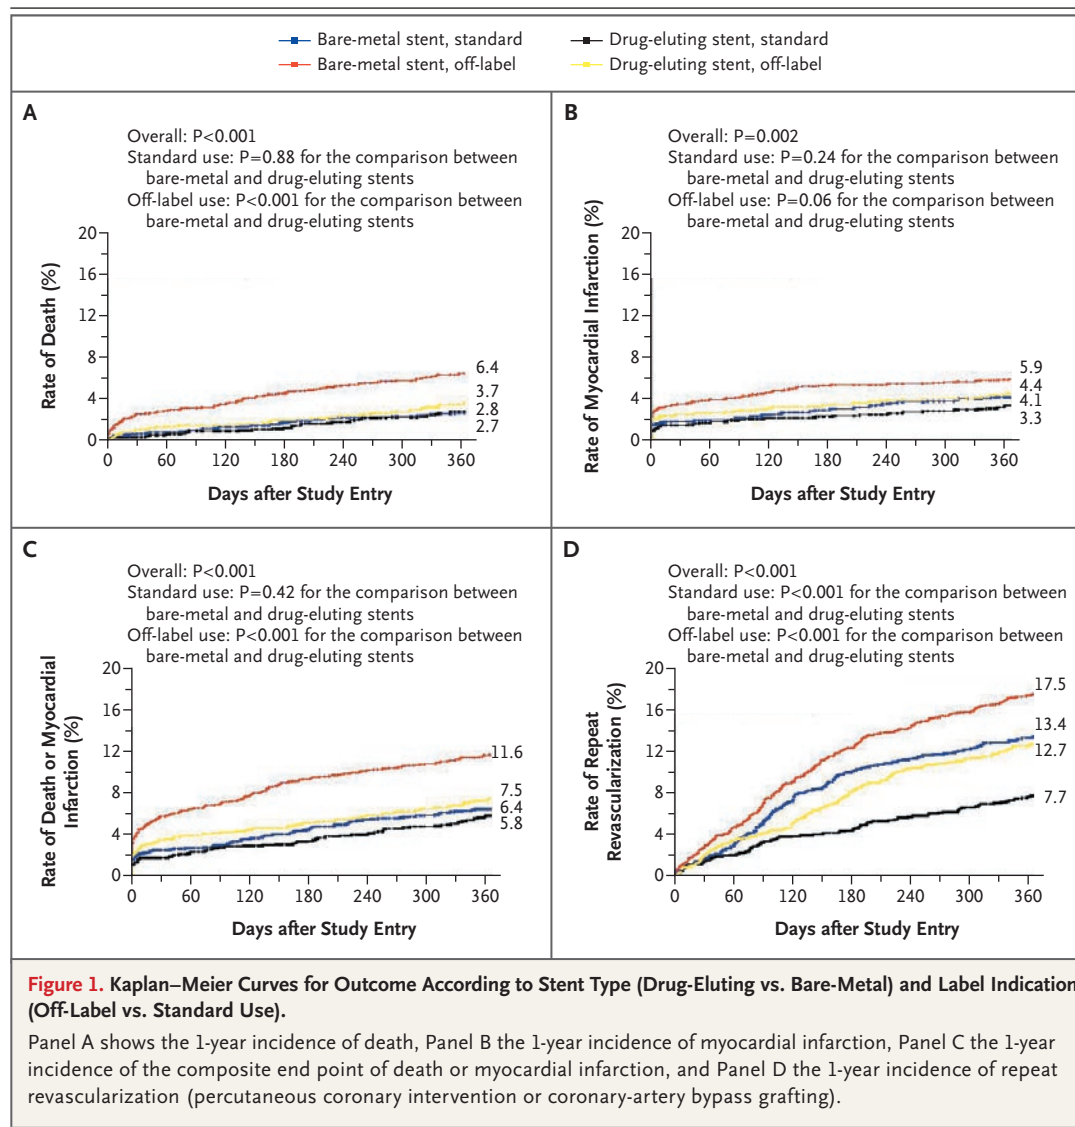 Bare-metal stent, standard
Drug-eluting stent, standard
Bare-metal stent, off-label
Drug-eluting stent, off-label
A
Overall: P<0.001
Standard use: P=0.88 for the comparison between
bare-metal and drug-eluting stents
Off-label use: P<0.001 for the comparison between
bare-metal and drug-eluting stents
Rate of Death (%)
20
16
12
8
4
0
6.4
3.7
2.8
2.7
0 60 120 180 240 300 360
Days after Study Entry
B
Overall: P=0.002
Standard use: P=0.24 for the comparison between
bare-metal and drug-eluting stents
Off-label use: P=0.06 for the comparison between
bare-metal and drug-eluting stents
Rate of Myocardial Infarction (%)
20
16
12
8
4
0
5.9
4.4
4.1
3.3
0 60 120 180 240 300 360
Days after Study Entry
C
Overall: P<0.001
Standard use: P=0.42 for the comparison between
bare-metal and drug-eluting stents
Off-label use: P<0.001 for the comparison between
bare-metal and drug-eluting stents
Rate of Death or Myocardial
Infarction (%)
20
16
12
8
4
0
11.6
7.5
6.4
5.8
0 60 120 180 240 300 360
Days after Study Entry
D
Overall: P<0.001
Standard use: P<0.001 for the comparison between
bare-metal and drug-eluting stents
Off-label use: P<0.001 for the comparison between
bare-metal and drug-eluting stents
Rate of Repeat
Revascularization (%)
20
16
12
8
4
0
17.5
13.4
12.7
7.7
0 60 120 180 240 300 360
Days after Study Entry
Figure 1. Kaplan–Meier Curves for Outcome According to Stent Type (Drug-Eluting vs. Bare-Metal) and Label Indication
(Off-Label vs. Standard Use).
Panel A shows the 1-year incidence of death, Panel B the 1-year incidence of myocardial infarction, Panel C the 1-year
incidence of the composite end point of death or myocardial infarction, and Panel D the 1-year incidence of repeat
revascularization (percutaneous coronary intervention or coronary-artery bypass grafting).